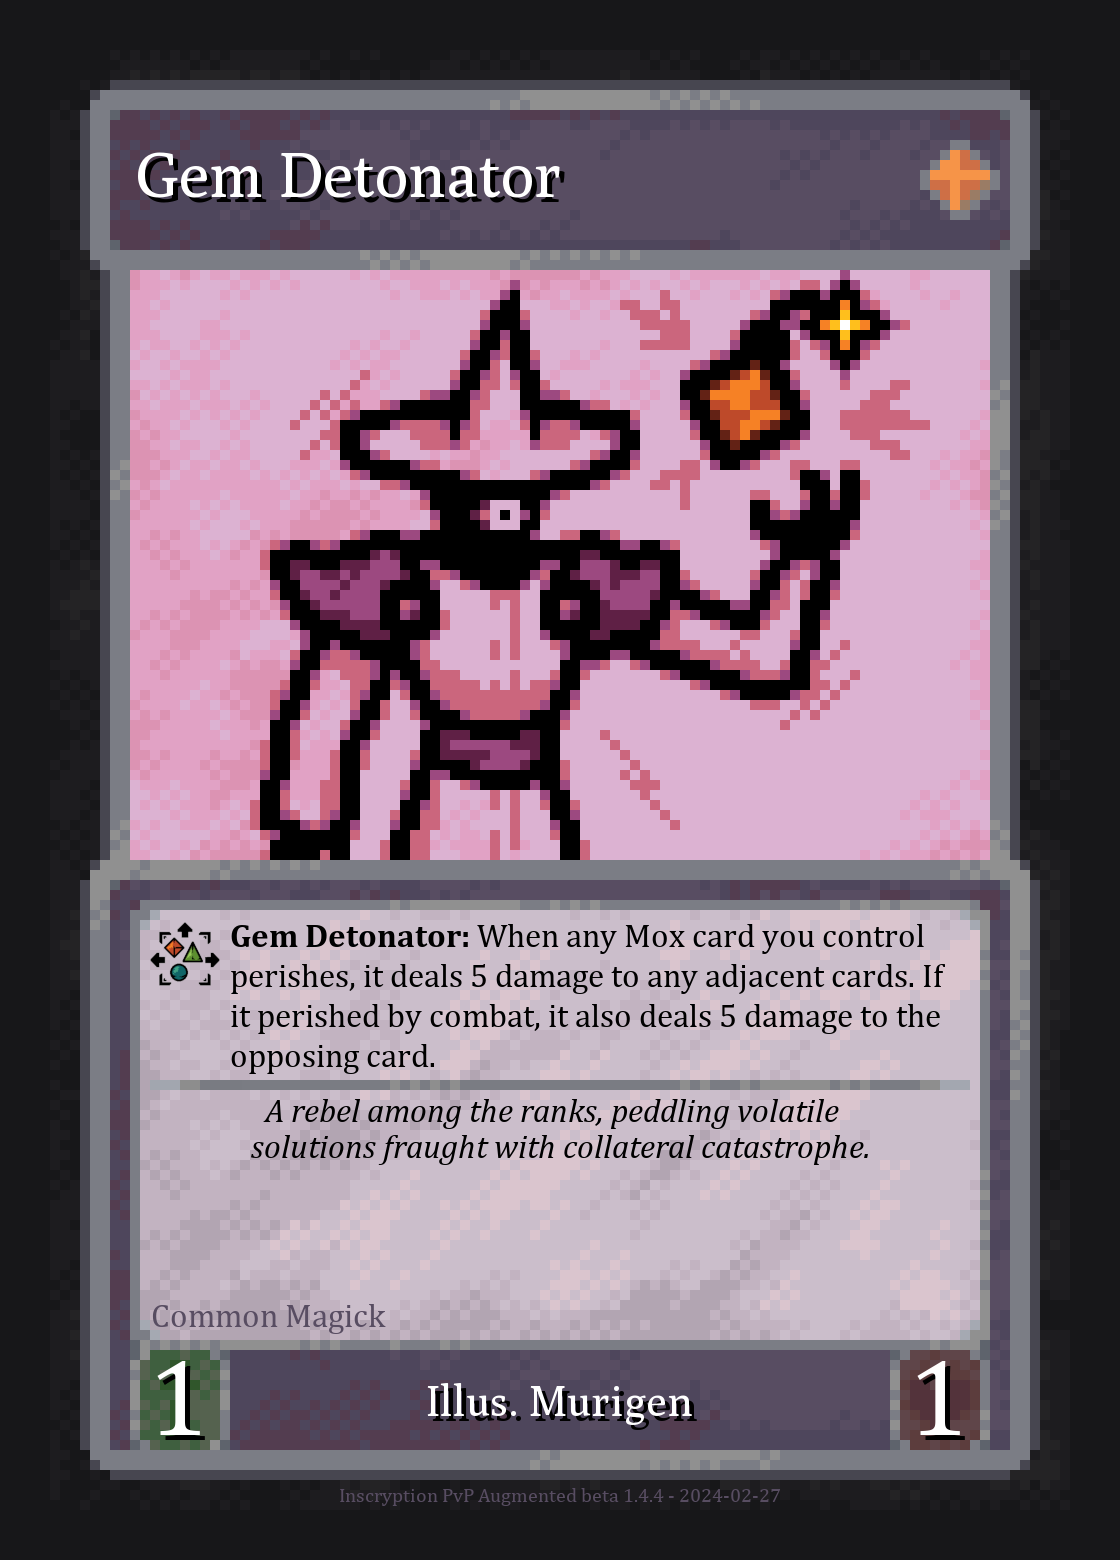 Gem Detonator
Gem Detonator: When any Mox card you control
perishes, it deals 5 damage to any adjacent cards. If
it perished by combat, it also deals 5 damage to the
opposing card.
A rebel among the ranks, peddling volatile
solutions fraught with collateral catastrophe.
Common Magick
1
Illus. Murigen
1
Inscryption PvP Augmented beta 1.4.4 - 2024-02-27